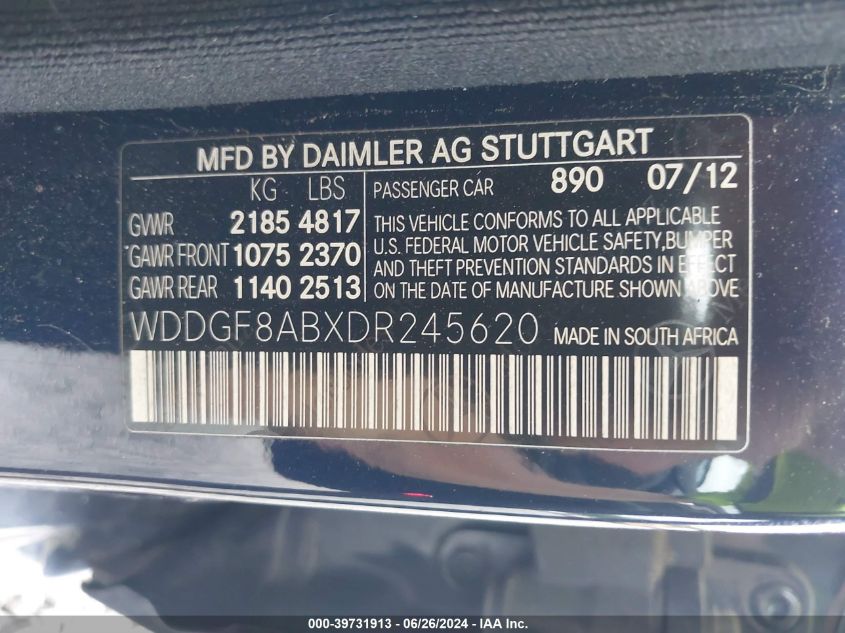 MFD BY DAIMLER AG STUTTGART
KG LBS
GVWR 2185 4817
GAWR FRONT 1075 2370
GAWR REAR 1140 2513
PASSENGER CAR 890 07/12
THIS VEHICLE CONFORMS TO ALL APPLICABLE
U.S. FEDERAL MOTOR VEHICLE SAFETY,BUMPER
AND THEFT PREVENTION STANDARDS IN EFFECT
ON THE DATE OF MANUFACTURE SHOWN ABOVE.
WDDGF8ABXDR245620 MADE IN SOUTH AFRICA
000-39731913 - 06/26/2024 - IAA Inc.